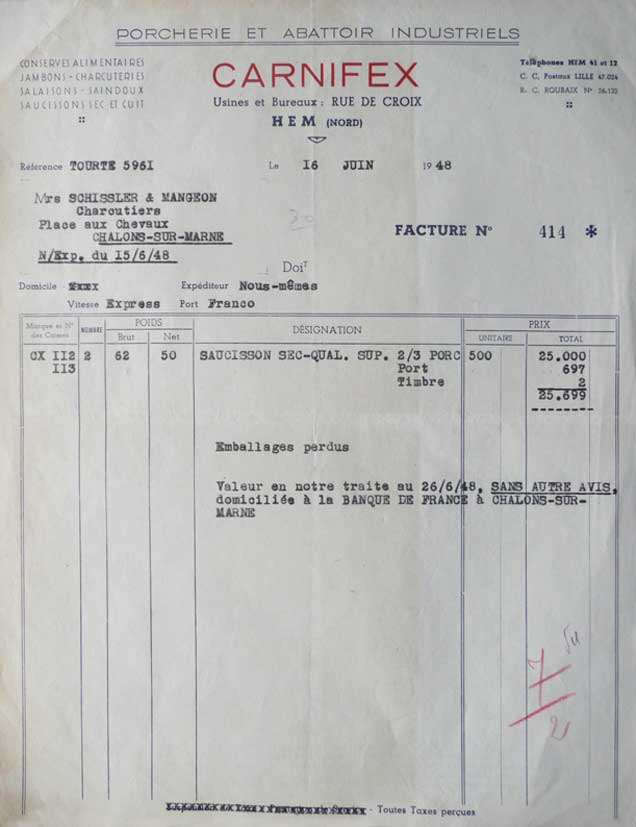 PORCHERIE ET ABATTOIR INDUSTRIELS
CONSERVES ALIMENTAIRES
JAMBONS - CHARCUTERIES
SALAISONS - SAINDOUX
SAUCISSONS SEC ET CUIT
CARNIFEX
Usines et Bureaux : RUE DE CROIX
HEM (NORD)
Téléphones HEM 41 et 12
C. C. Postaux LILLE 47.024
R. C. ROUBAIX N° 26.133
Référence TOURTE 5961 Le 16 JUIN 1948
Mrs SCHISSLER & MANGEON
Charcutiers
Place aux Chevaux
CHALONS-SUR-MARNE
N/Exp. du 15/6/48
30
FACTURE N° 414 *
Doit
Domicile Expéditeur Nous-mêmes
Vitesse Express Port Franco
Marque et N° des Caisses NOMBRE POIDS Brut Net DÉSIGNATION PRIX UNITAIRE TOTAL
CX 112 2 62 50 SAUCISSON SEC-QUAL. SUP. 2/3 PORC 500 25.000
113 Port 697
Timbre 2
25.699
Emballages perdus
Valeur en notre traite au 26/6/48, SANS AUTRE AVIS,
domiciliée à la BANQUE DE FRANCE à CHALONS-SUR-
MARNE
- Toutes Taxes perçues